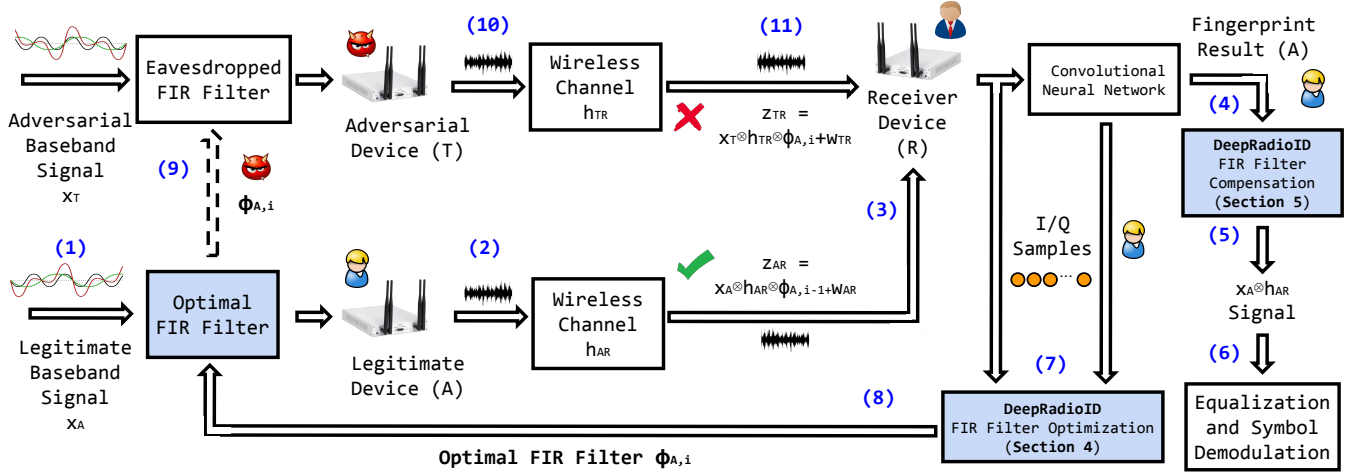 (10)
(11)
Fingerprint
Result (A)
Eavesdropped
FIR Filter
Wireless
Channel
hTR
Convolutional
Neural Network
(4)
Adversarial
Baseband
Signal
xT
(9)
ϕA,i
Adversarial
Device (T)
zTR =
xT⊗hTR⊗ϕA,i+wTR
Receiver
Device
(R)
DeepRadioID
FIR Filter
Compensation
(Section 5)
(3)
(1)
(2)
I/Q
Samples
(5)
Optimal
FIR Filter
Wireless
Channel
hAR
zAR =
xA⊗hAR⊗ϕA,i-1+wAR
xA⊗hAR
Signal
Legitimate
Baseband
Signal
xA
Legitimate
Device (A)
(6)
(7)
(8)
DeepRadioID
FIR Filter Optimization
(Section 4)
Equalization
and Symbol
Demodulation
Optimal FIR Filter ϕA,i